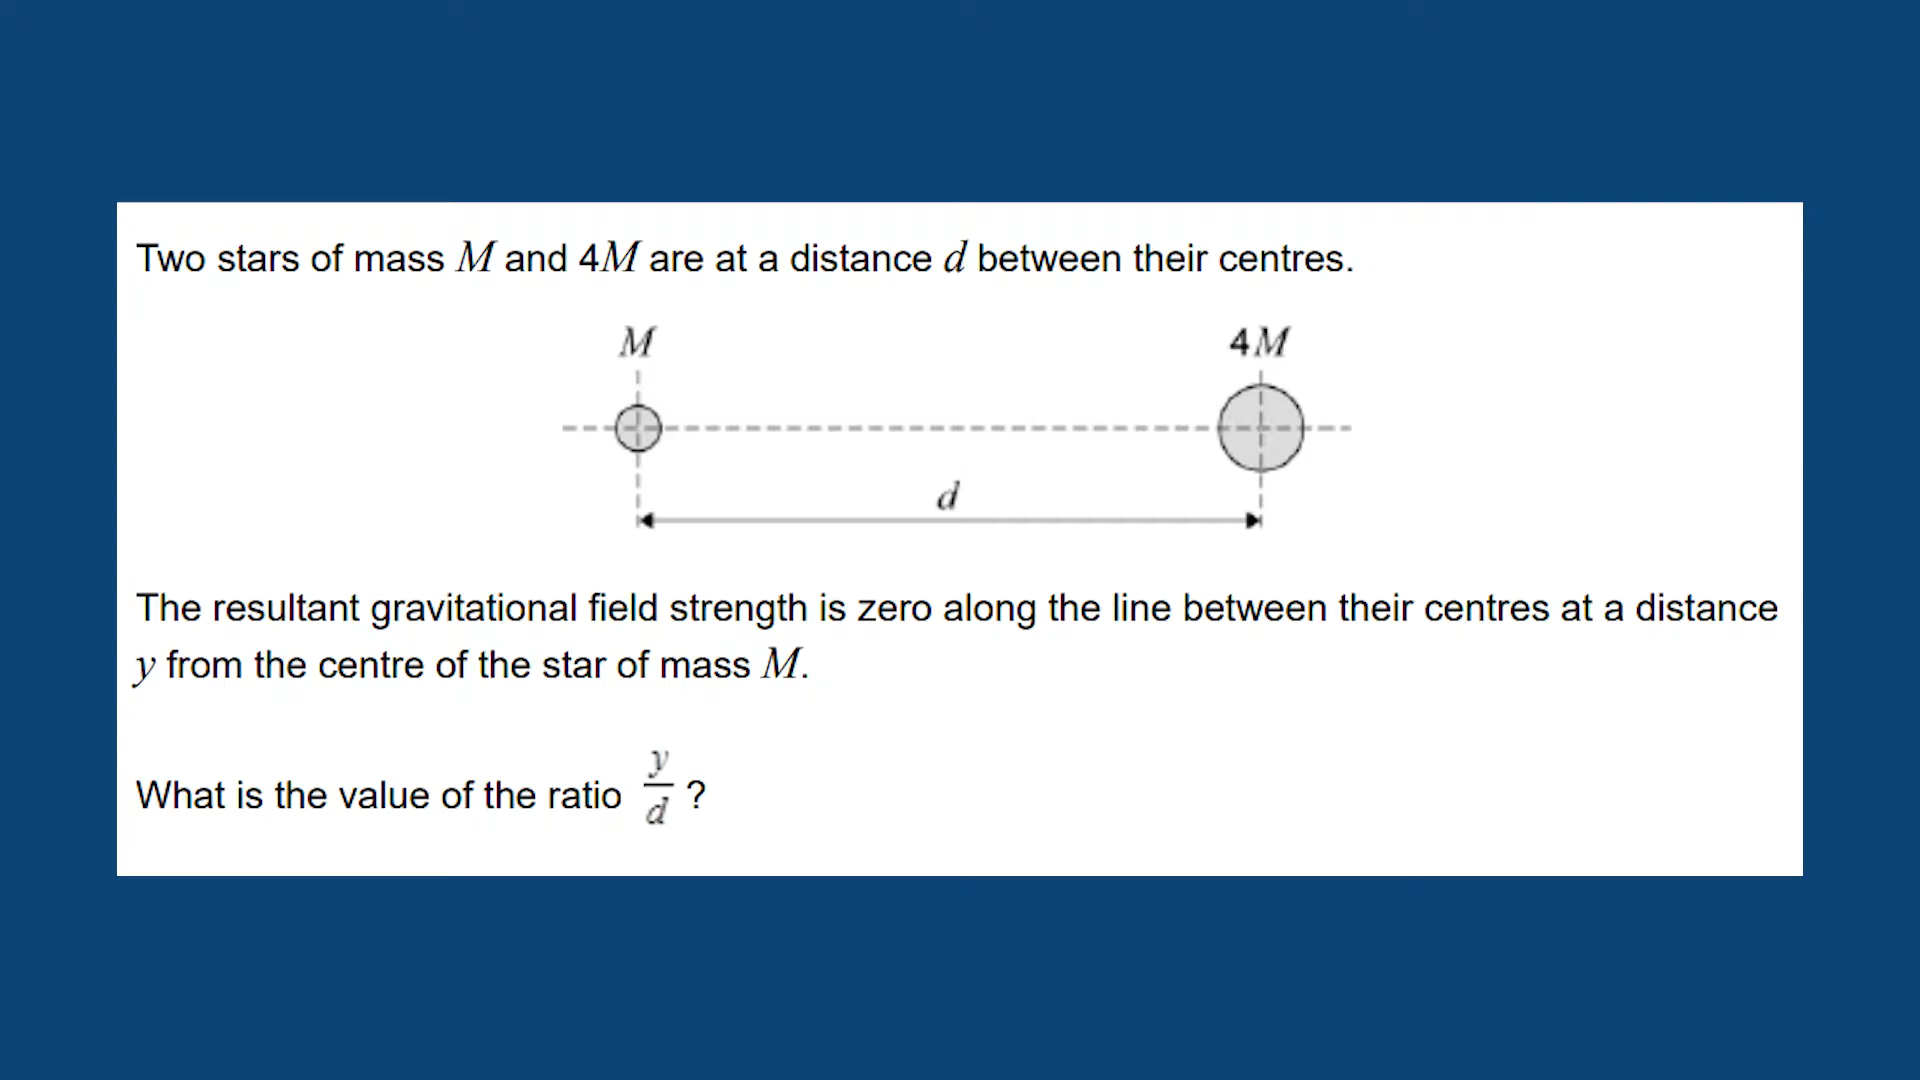 Two stars of mass M and 4M are at a distance d between their centres.
M 4M
d
The resultant gravitational field strength is zero along the line between their centres at a distance
y from the centre of the star of mass M.
What is the value of the ratio y/d ?